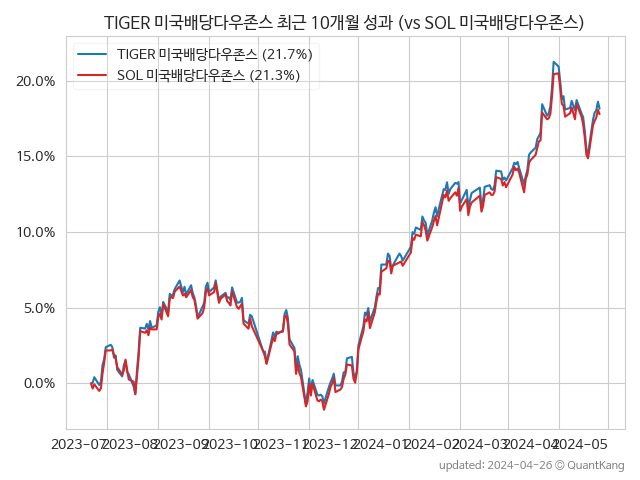 TIGER 미국배당다우존스 최근 10개월 성과 (vs SOL 미국배당다우존스)
TIGER 미국배당다우존스 (21.7%)
SOL 미국배당다우존스 (21.3%)
20.0%
15.0%
10.0%
5.0%
0.0%
2023-07 2023-08 2023-09 2023-10 2023-11 2023-12 2024-01 2024-02 2024-03 2024-04 2024-05
updated: 2024-04-26 © QuantKang